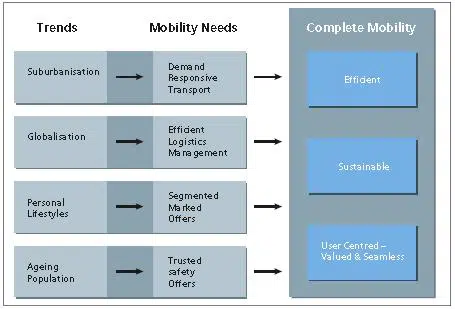 Trends
Mobility Needs
Complete Mobility
Suburbanisation
Demand
Responsive
Transport
Efficient
Globalisation
Efficient
Logistics
Management
Sustainable
Personal
Lifestyles
Segmented
Marked
Offers
User Centred –
Valued & Seamless
Ageing
Population
Trusted
safety
Offers